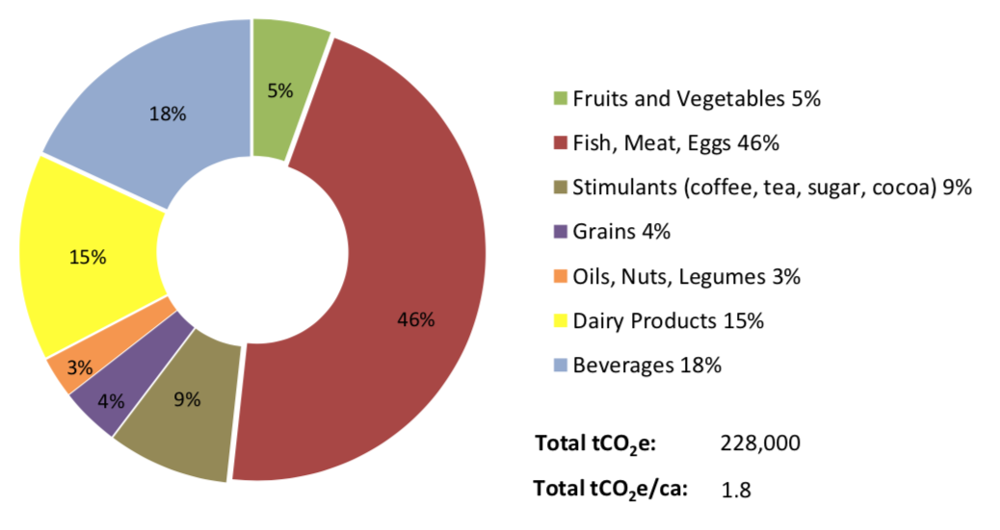 5%
18%
15%
46%
3%
4%
9%
Fruits and Vegetables 5%
Fish, Meat, Eggs 46%
Stimulants (coffee, tea, sugar, cocoa) 9%
Grains 4%
Oils, Nuts, Legumes 3%
Dairy Products 15%
Beverages 18%
Total tCO₂e: 228,000
Total tCO₂e/ca: 1.8